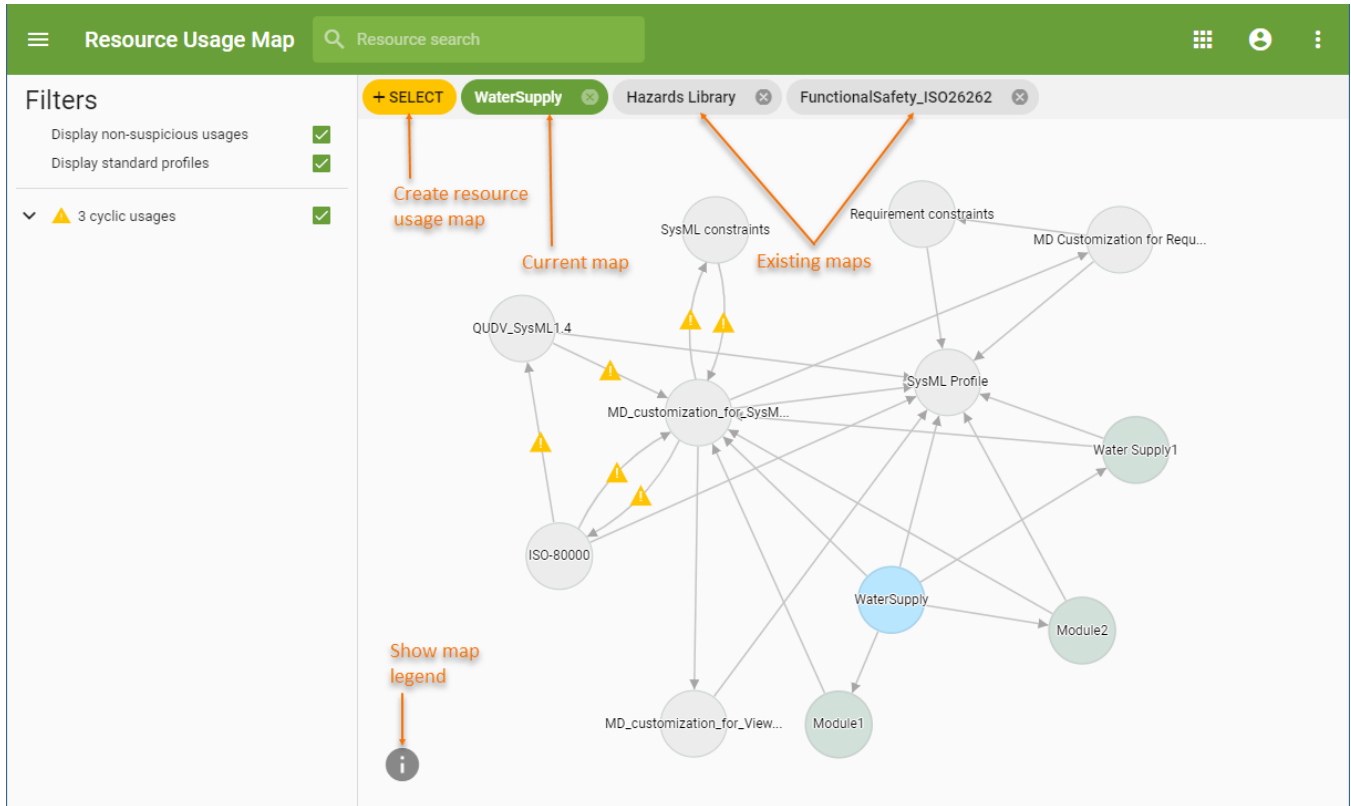 Resource Usage Map
Resource search
Filters
Display non-suspicious usages
Display standard profiles
3 cyclic usages
+ SELECT
WaterSupply
Hazards Library
FunctionalSafety_ISO26262
Create resource
usage map
Current map
Existing maps
SysML constraints
Requirement constraints
MD Customization for Requ...
QUDV_SysML1.4
SysML Profile
MD_customization_for_SysM...
Water Supply1
ISO-80000
WaterSupply
Module2
Show map
legend
MD_customization_for_View...
Module1